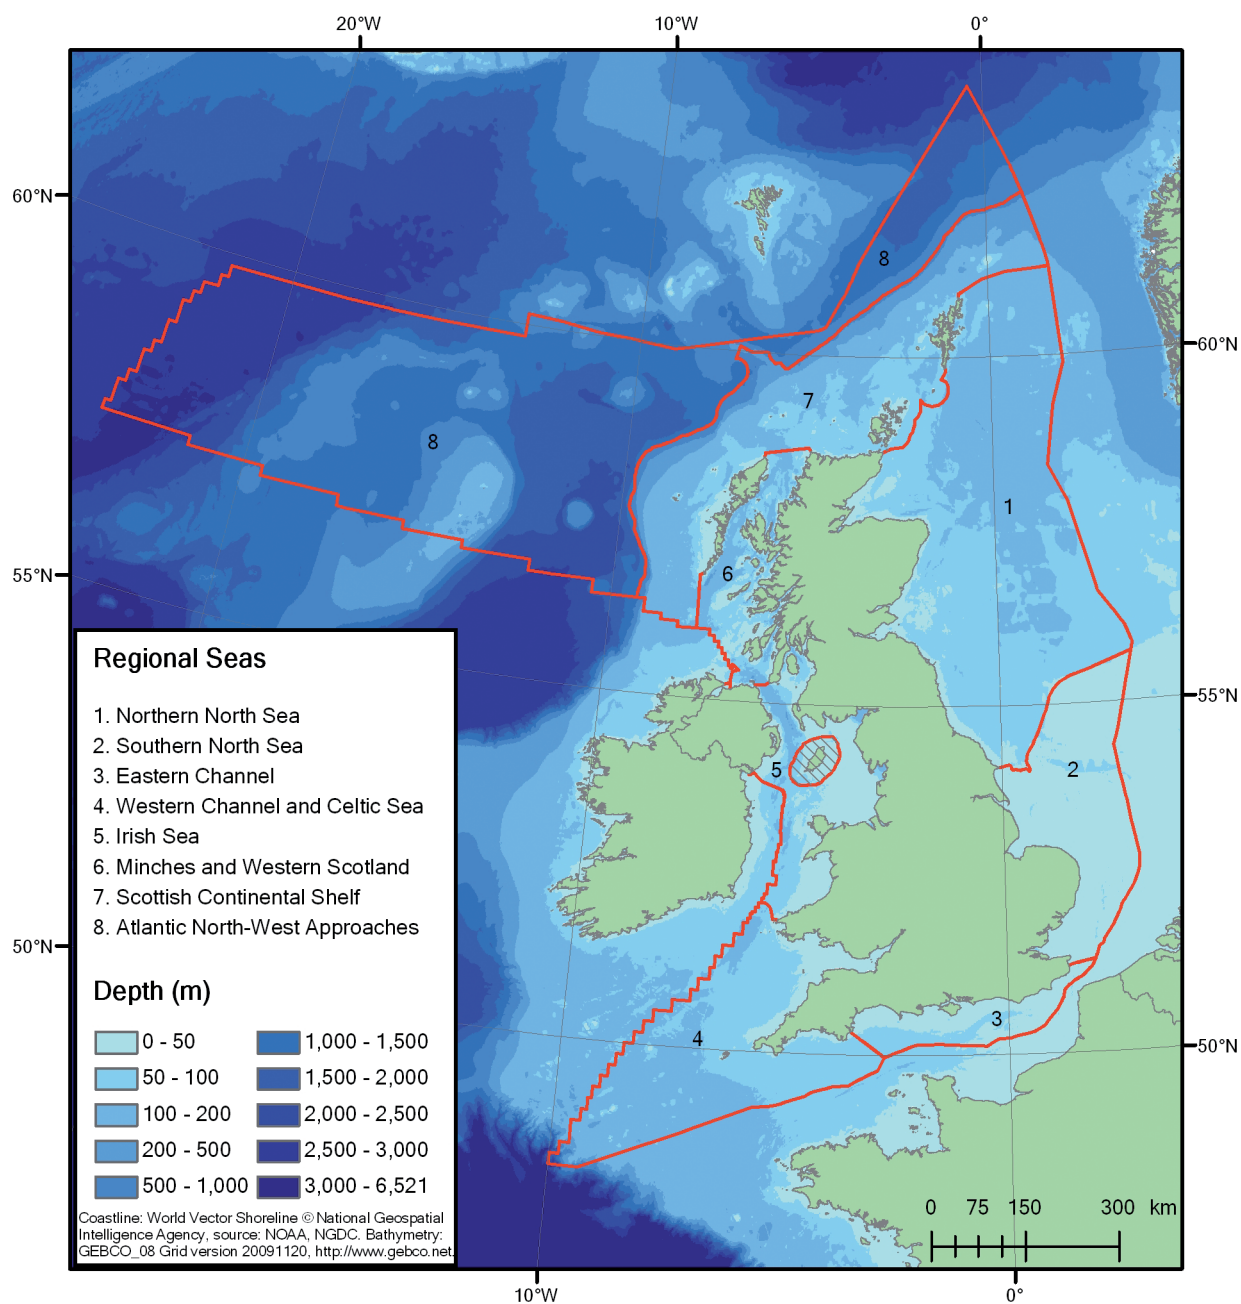 20°W 10°W 0°
60°N
8
60°N
7
8
1
6
55°N
Regional Seas
1. Northern North Sea
2. Southern North Sea
3. Eastern Channel
4. Western Channel and Celtic Sea
5. Irish Sea
6. Minches and Western Scotland
7. Scottish Continental Shelf
8. Atlantic North-West Approaches
55°N
5
2
50°N
Depth (m)
0 - 50 1,000 - 1,500
50 - 100 1,500 - 2,000
100 - 200 2,000 - 2,500
200 - 500 2,500 - 3,000
500 - 1,000 3,000 - 6,521
3
4
50°N
0 75 150 300 km
Coastline: World Vector Shoreline © National Geospatial
Intelligence Agency, source: NOAA, NGDC. Bathymetry:
GEBCO_08 Grid version 20091120, http://www.gebco.net.
10°W 0°